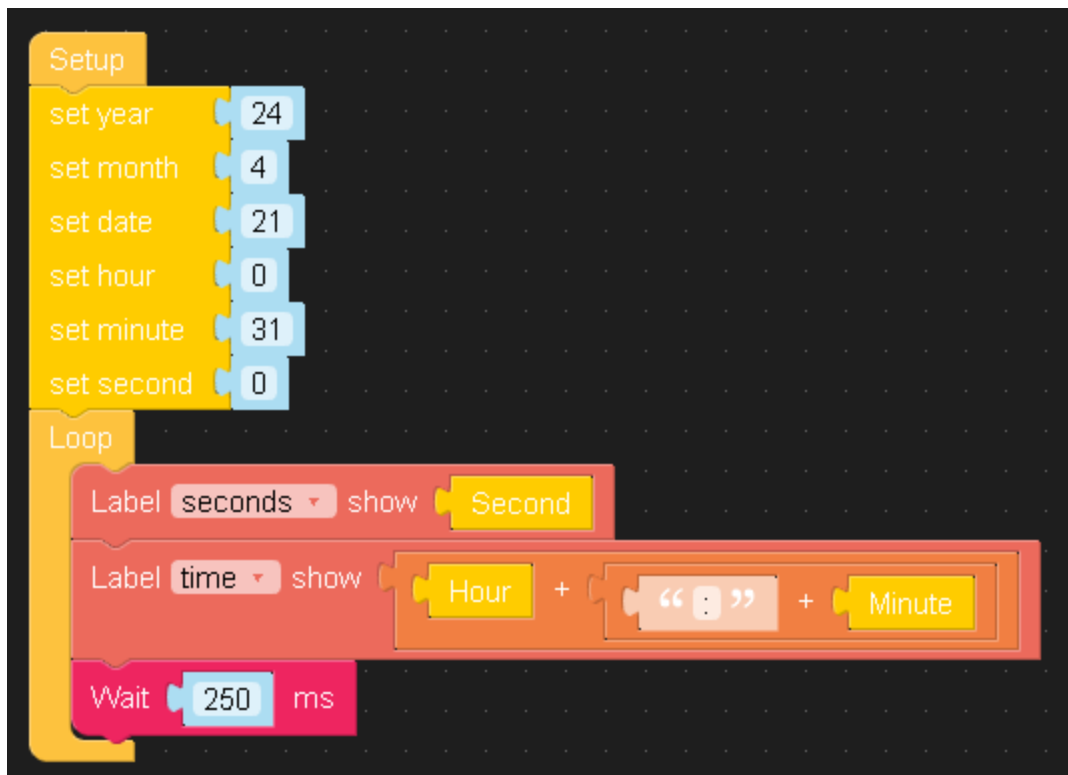 Setup
set year 24
set month 4
set date 21
set hour 0
set minute 31
set second 0
Loop
Label seconds show Second
Label time show Hour + “ : ” + Minute
Wait 250 ms